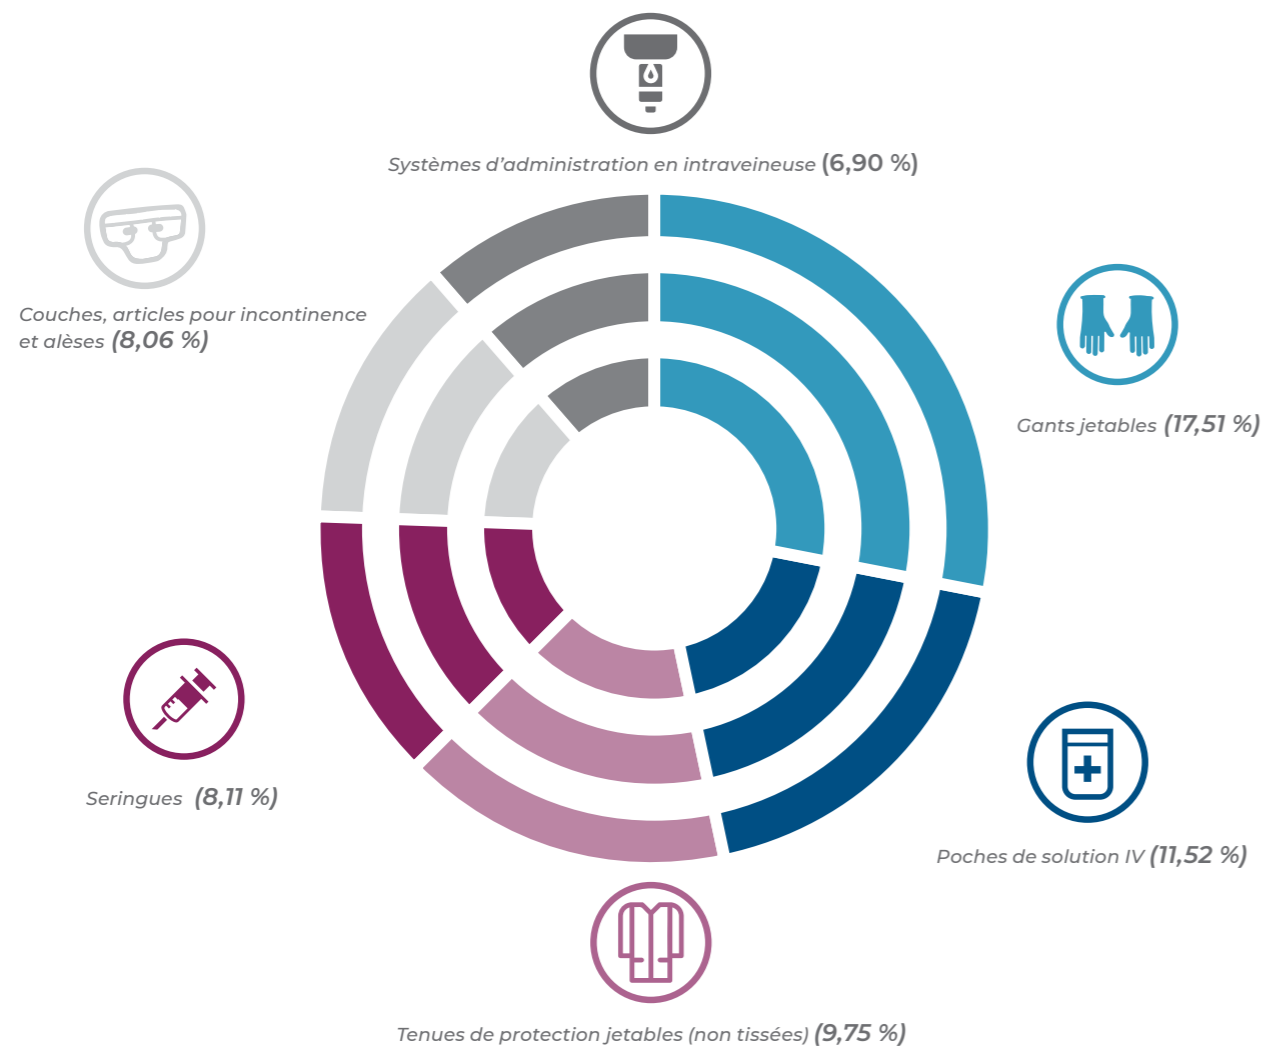 Systèmes d’administration en intraveineuse (6,90 %)
Couches, articles pour incontinence
et alèses (8,06 %)
Gants jetables (17,51 %)
Seringues (8,11 %)
Poches de solution IV (11,52 %)
Tenues de protection jetables (non tissées) (9,75 %)